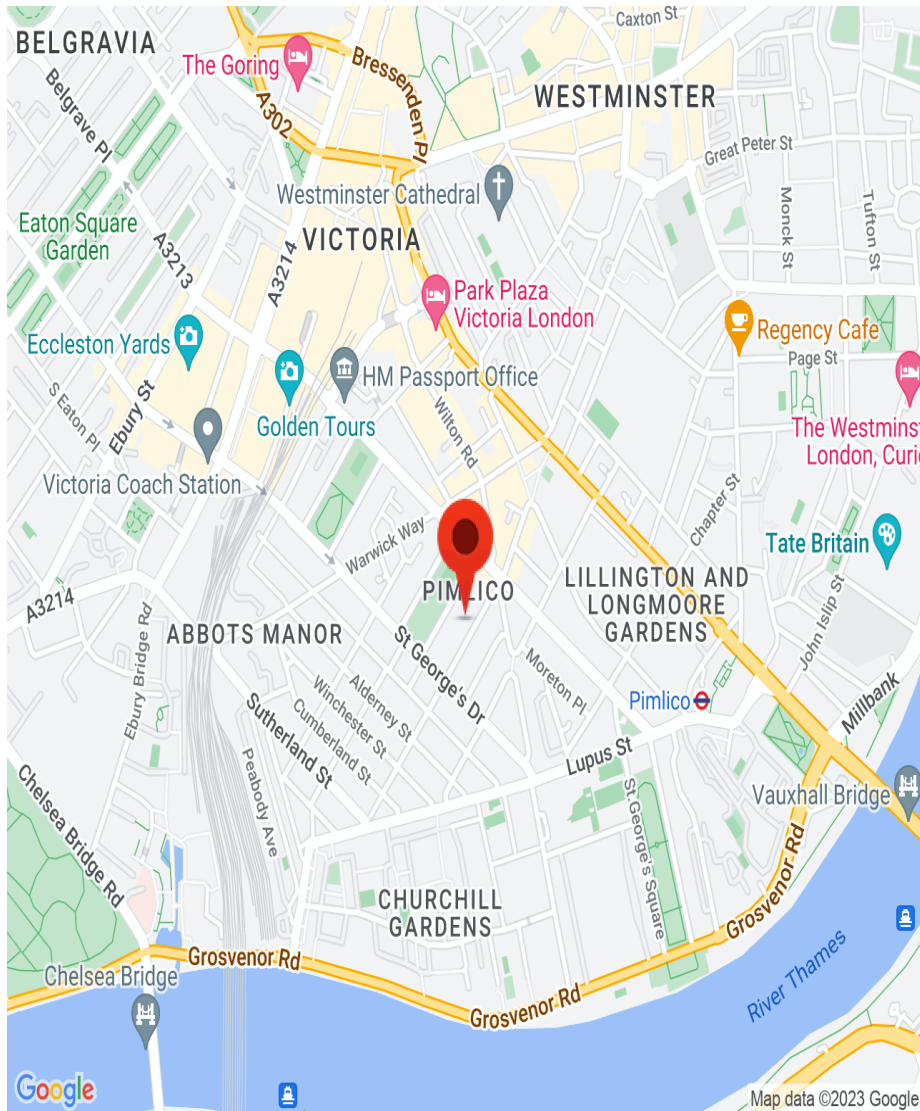 Caxton St
BELGRAVIA
The Goring
Bressenden Pl
WESTMINSTER
Belgrave Pl
A302
Great Peter St
Westminster Cathedral
Monck St
Tufton St
Eaton Square
Garden
VICTORIA
A3213
A3214
Park Plaza
Victoria London
Regency Cafe
Eccleston Yards
Page St
HM Passport Office
S Eaton Pl
Ebury St
Golden Tours
Wilton Rd
The Westmins
London, Curi
Victoria Coach Station
Chapter St
Warwick Way
Tate Britain
A3214
PIMLICO
LILLINGTON AND
LONGMOORE
GARDENS
ABBOTS MANOR
John Islip St
Ebury Bridge Rd
St George's Dr
Moreton Pl
Alderney St
Winchester St
Cumberland St
Sutherland St
Pimlico
Millbank
Lupus St
Peabody Ave
Chelsea Bridge Rd
St George's Square
Vauxhall Bridge
Grosvenor Rd
CHURCHILL
GARDENS
Grosvenor Rd
Chelsea Bridge
Grosvenor Rd
River Thames
Google
Map data ©2023 Google